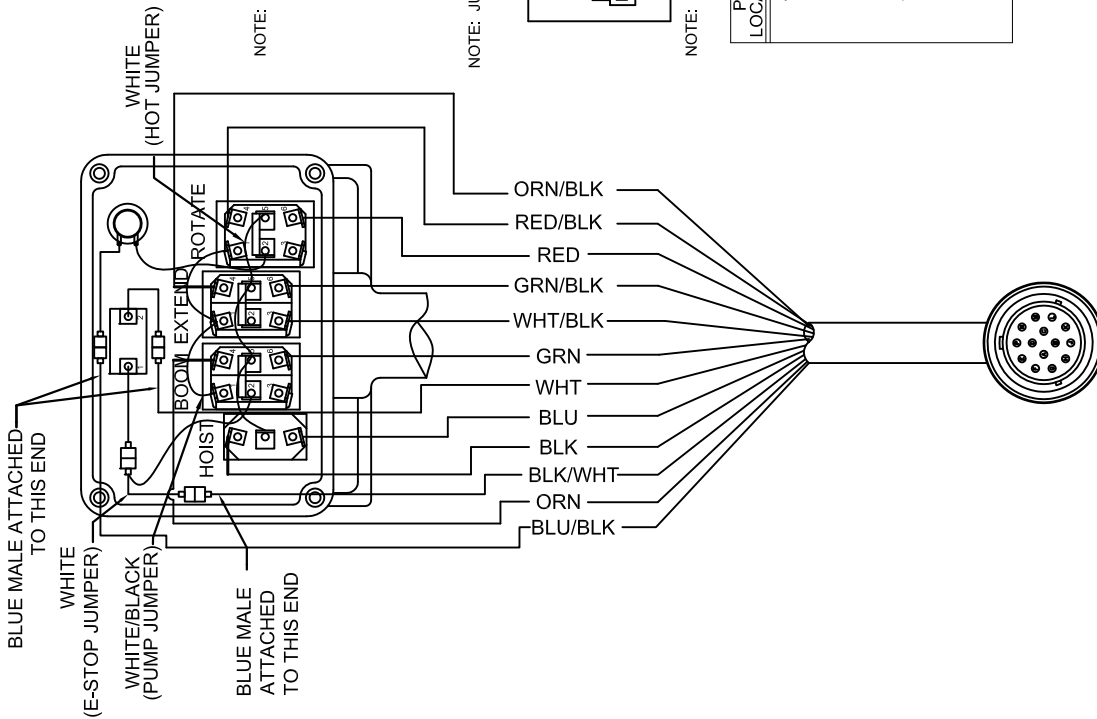 BLUE MALE ATTACHED
TO THIS END
WHITE
(E-STOP JUMPER)
WHITE/BLACK
(PUMP JUMPER)
BLUE MALE
ATTACHED
TO THIS END
WHITE
(HOT JUMPER)
HOIST
BOOM
EXTEND
ROTATE
NOTE:
NOTE:
NOTE:
ORN/BLK
RED/BLK
RED
GRN/BLK
WHT/BLK
GRN
WHT
BLU
BLK
BLK/WHT
ORN
BLU/BLK